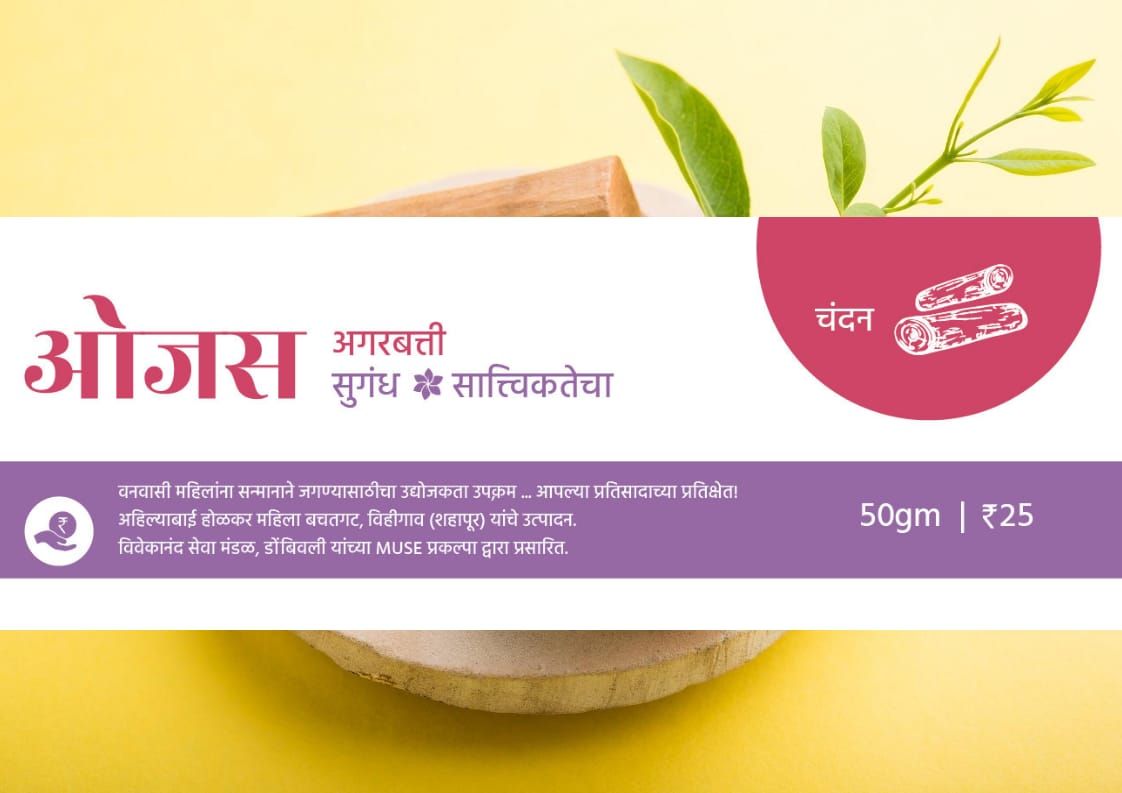 ओजस
अगरबत्ती
सुगंध सात्त्विकतेचा
चंदन
वनवासी महिलांना सन्मानाने जगण्यासाठीचा उद्योजकता उपक्रम ... आपल्या प्रतिसादाच्या प्रतिक्षेत!
अहिल्याबाई होळकर महिला बचतगट, विहीगाव (शहापूर) यांचे उत्पादन.
विवेकानंद सेवा मंडळ, डोंबिवली यांच्या MUSE प्रकल्पा द्वारा प्रसारित.
50gm | ₹25